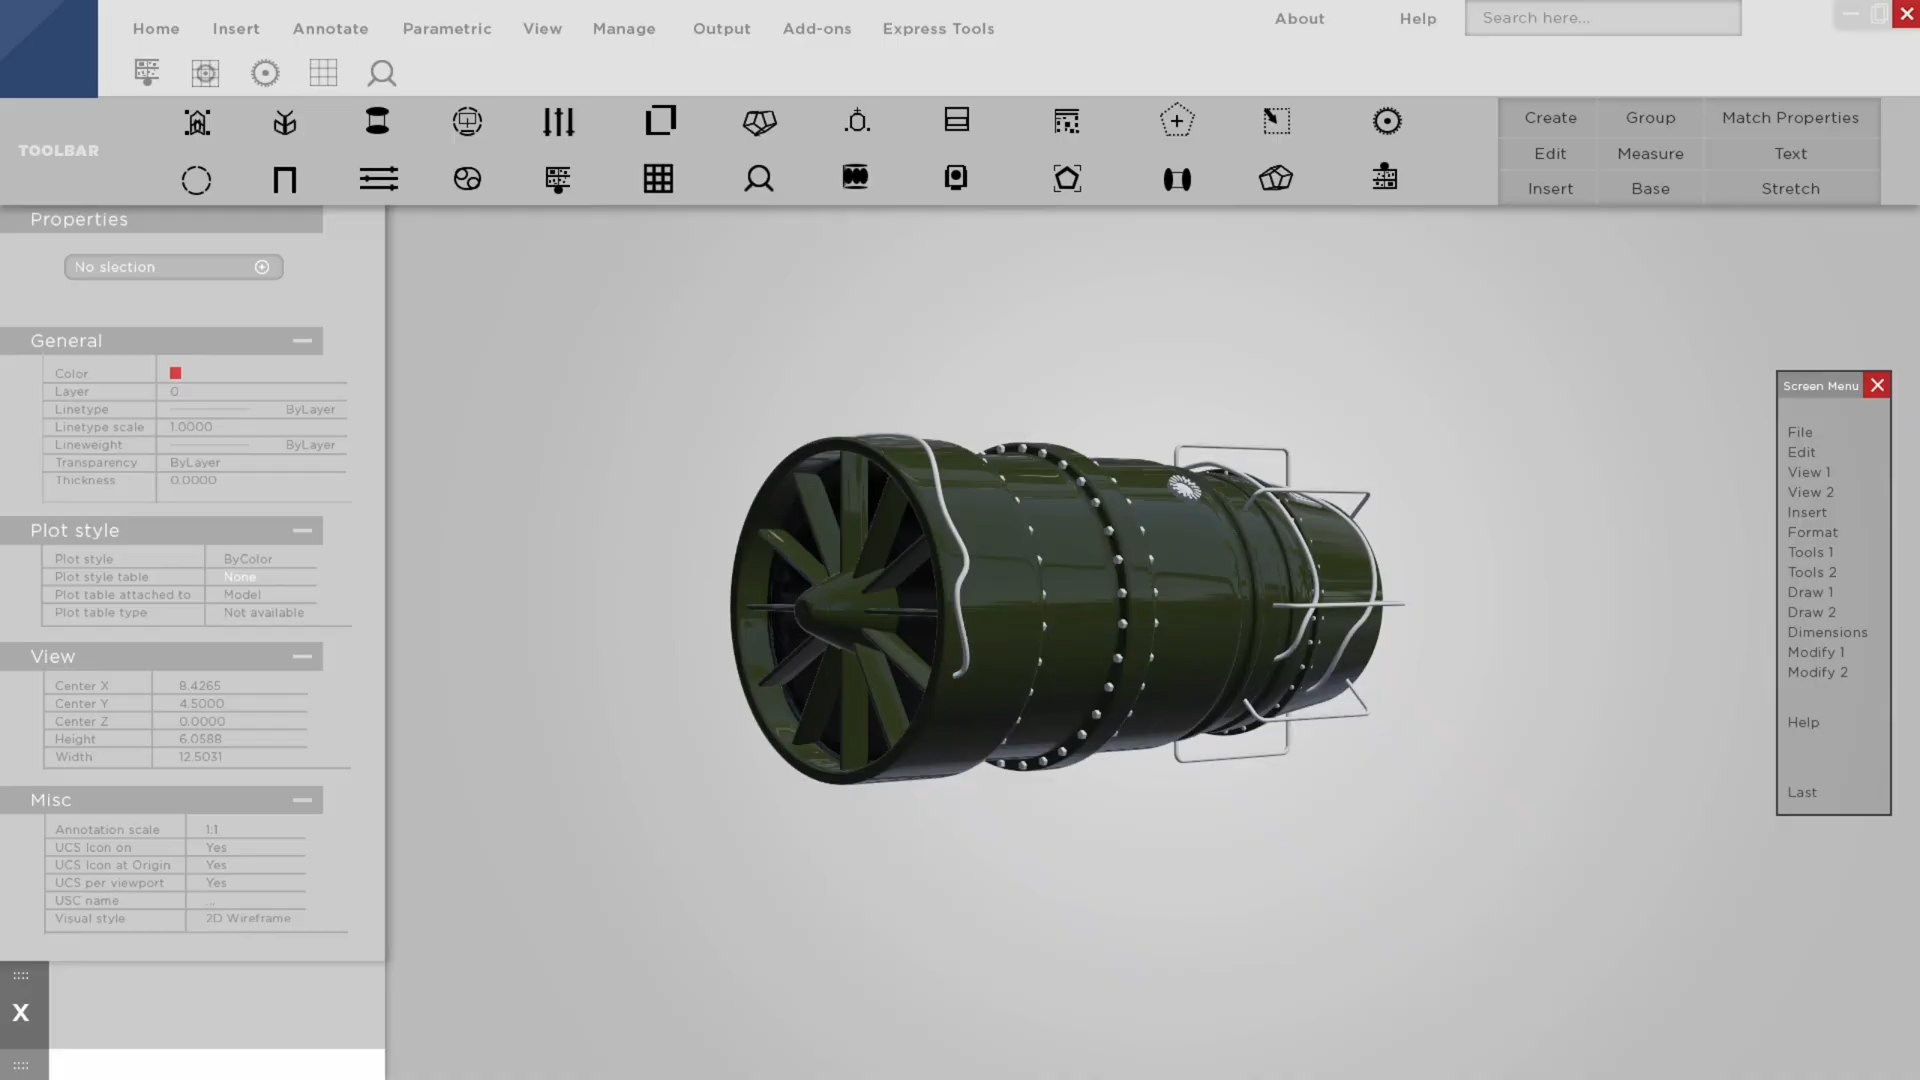 Home Insert Annotate Parametric View Manage Output Add-ons Express Tools About Help Search here...
TOOLBAR
Create Group Match Properties
Edit Measure Text
Insert Base Stretch
Properties
No slection
General
Color
Layer 0
Linetype ByLayer
Linetype scale 1.0000
Lineweight ByLayer
Transparency ByLayer
Thickness 0.0000
Plot style
Plot style ByColor
Plot style table None
Plot table attached to Model
Plot table type Not available
View
Center X 8.4265
Center Y 4.5000
Center Z 0.0000
Height 6.0588
Width 12.5031
Misc
Annotation scale 1:1
UCS Icon on Yes
UCS Icon at Origin Yes
UCS per viewport Yes
USC name ...
Visual style 2D Wireframe
X
Screen Menu
File
Edit
View 1
View 2
Insert
Format
Tools 1
Tools 2
Draw 1
Draw 2
Dimensions
Modify 1
Modify 2
Help
Last